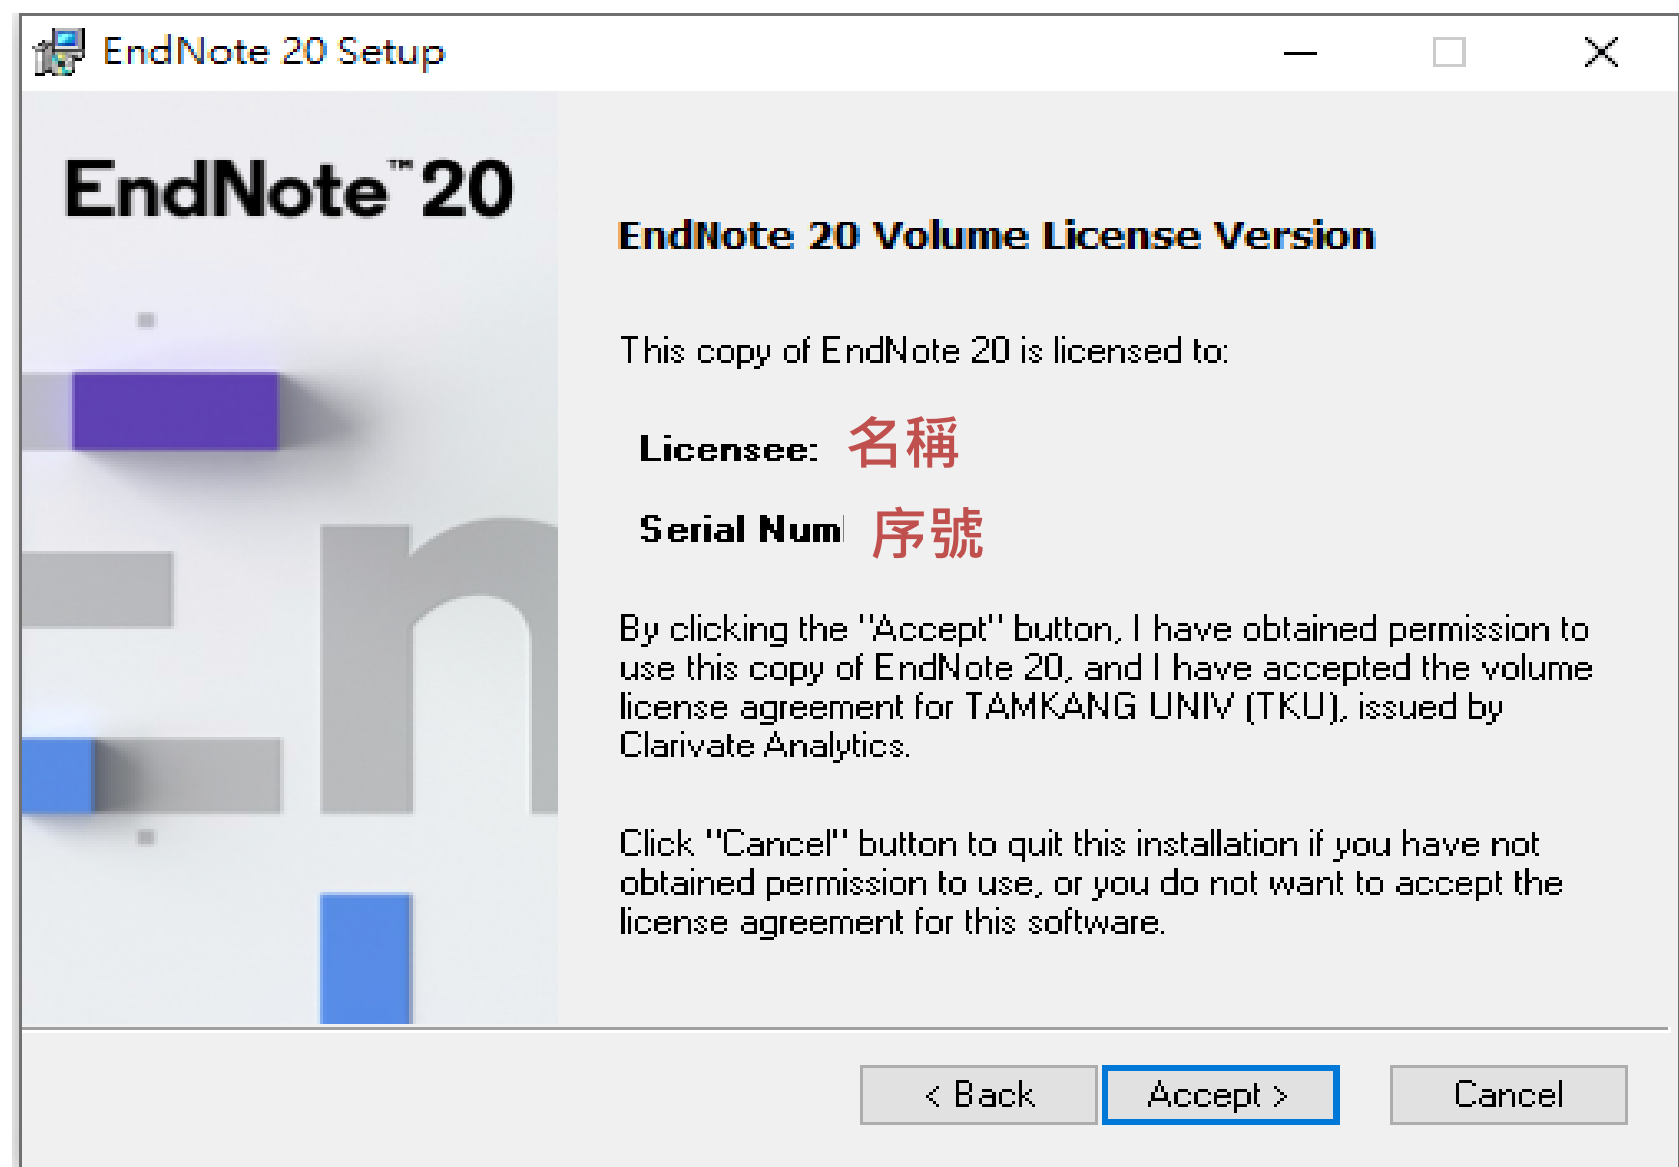 EndNote 20 Setup
EndNote™20
EndNote 20 Volume License Version
This copy of EndNote 20 is licensed to:
Licensee: 名稱
Serial Num 序號
By clicking the "Accept" button, I have obtained permission to
use this copy of EndNote 20, and I have accepted the volume
license agreement for TAMKANG UNIV (TKU), issued by
Clarivate Analytics.
Click "Cancel" button to quit this installation if you have not
obtained permission to use, or you do not want to accept the
license agreement for this software.
< Back
Accept >
Cancel